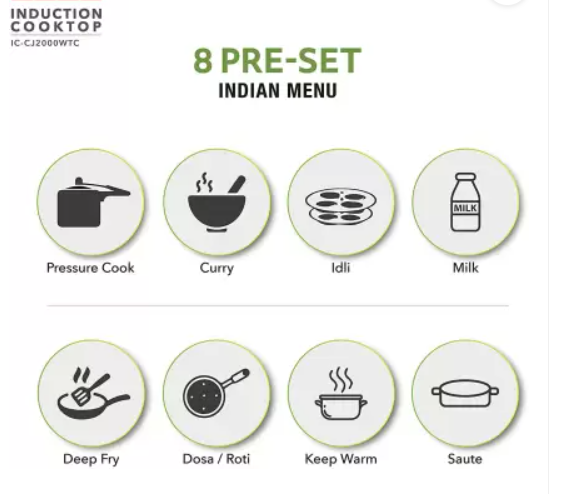 INDUCTION
COOKTOP
IC-CJ2000WTC
8 PRE-SET
INDIAN MENU
MILK
Pressure Cook
Curry
Idli
Milk
Deep Fry
Dosa / Roti
Keep Warm
Saute